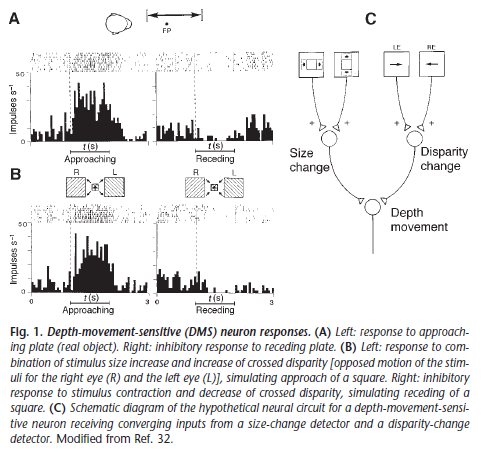 A
FP
C
LE RE
50
Impulses s⁻¹
0
t (s)
Approaching
t (s)
Receding
+ + + +
Size
change
Disparity
change
Depth
movement
B
R L
R L
50
Impulses s⁻¹
0
t (s)
0 Approaching 3
t (s)
0 Receding 3
Fig. 1. Depth-movement-sensitive (DMS) neuron responses. (A) Left: response to approach-
ing plate (real object). Right: inhibitory response to receding plate. (B) Left: response to com-
bination of stimulus size increase and increase of crossed disparity [opposed motion of the stim-
uli for the right eye (R) and the left eye (L)], simulating approach of a square. Right: inhibitory
response to stimulus contraction and decrease of crossed disparity, simulating receding of a
square. (C) Schematic diagram of the hypothetical neural circuit for a depth-movement-sensi-
tive neuron receiving converging inputs from a size-change detector and a disparity-change
detector. Modified from Ref. 32.